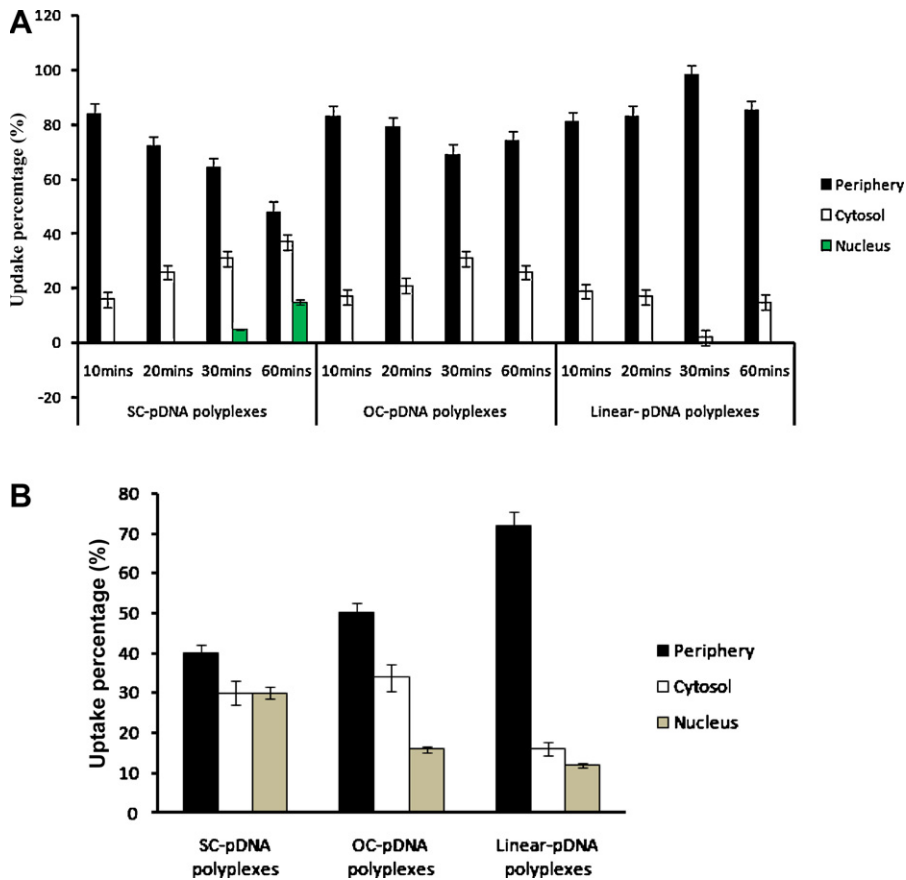 A
Updake percemtage (%)
120
100
80
60
40
20
0
-20
10mins 20mins 30mins 60mins 10mins 20mins 30mins 60mins 10mins 20mins 30mins 60mins
SC-pDNA polyplexes OC-pDNA polyplexes Linear-pDNA polyplexes
Periphery
Cytosol
Nucleus
B
Uptake percentage (%)
80
70
60
50
40
30
20
10
0
SC-pDNA polyplexes
OC-pDNA polyplexes
Linear-pDNA polyplexes
Periphery
Cytosol
Nucleus